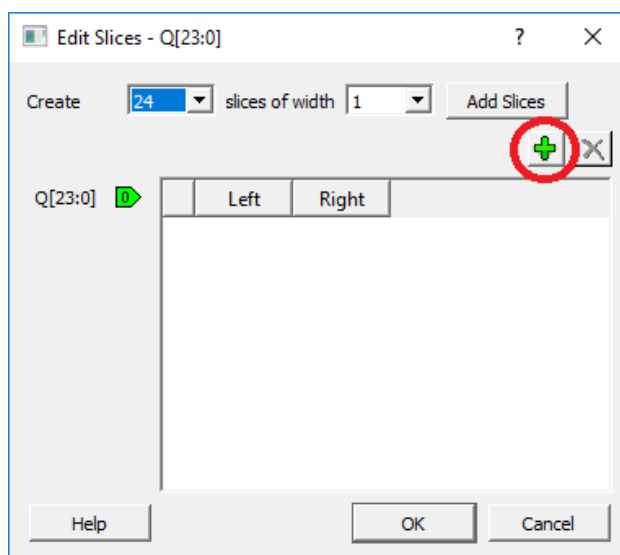 Edit Slices - Q[23:0] ?
Create 24 slices of width 1 Add Slices
Q[23:0] 0 Left Right
Help OK Cancel